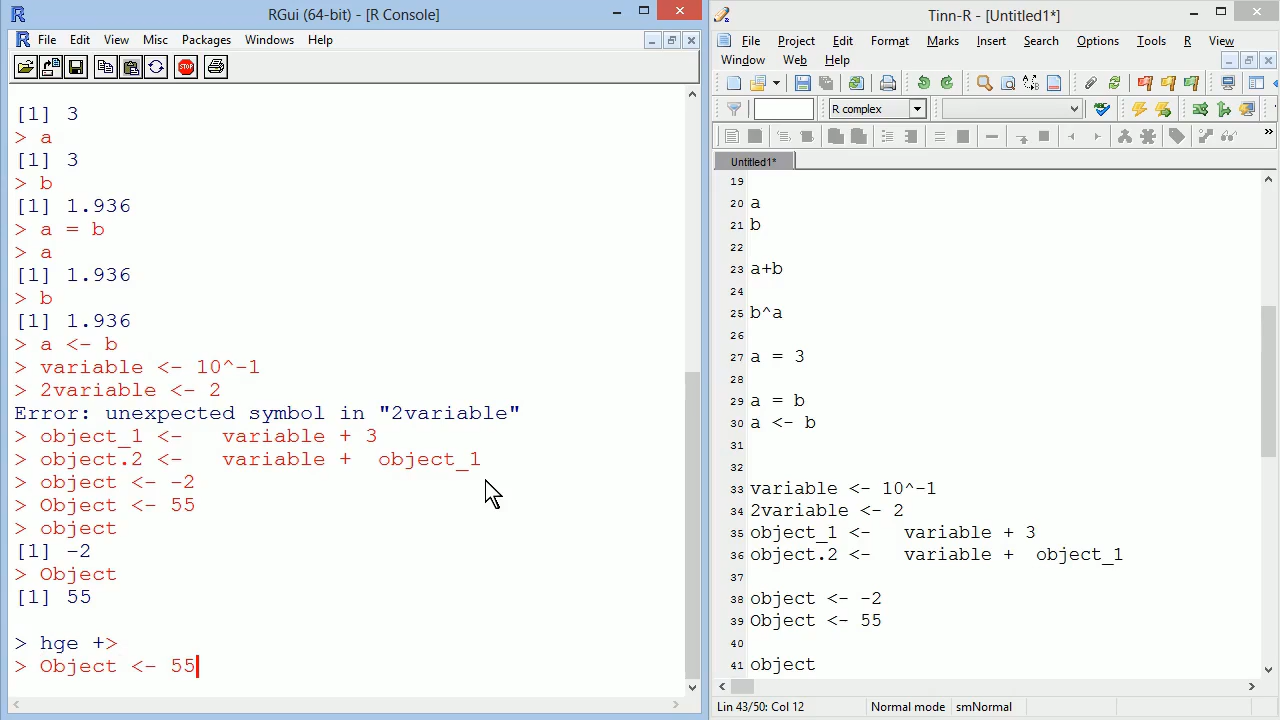 RGui (64-bit) - [R Console]
File Edit View Misc Packages Windows Help
STOP
[1] 3
> a
[1] 3
> b
[1] 1.936
> a = b
> a
[1] 1.936
> b
[1] 1.936
> a <- b
> variable <- 10^-1
> 2variable <- 2
Error: unexpected symbol in "2variable"
> object_1 <-   variable + 3
> object.2 <-   variable +  object_1
> object <- -2
> Object <- 55
> object
[1] -2
> Object
[1] 55
> hge +>
> Object <- 55
Tinn-R - [Untitled1*]
File Project Edit Format Marks Insert Search Options Tools R View
Window Web Help
R complex
ABC
Untitled1*
19
20 a
21 b
22
23 a+b
24
25 b^a
26
27 a = 3
28
29 a = b
30 a <- b
31
32
33 variable <- 10^-1
34 2variable <- 2
35 object_1 <-   variable + 3
36 object.2 <-   variable +  object_1
37
38 object <- -2
39 Object <- 55
40
41 object
Lin 43/50: Col 12 Normal mode smNormal